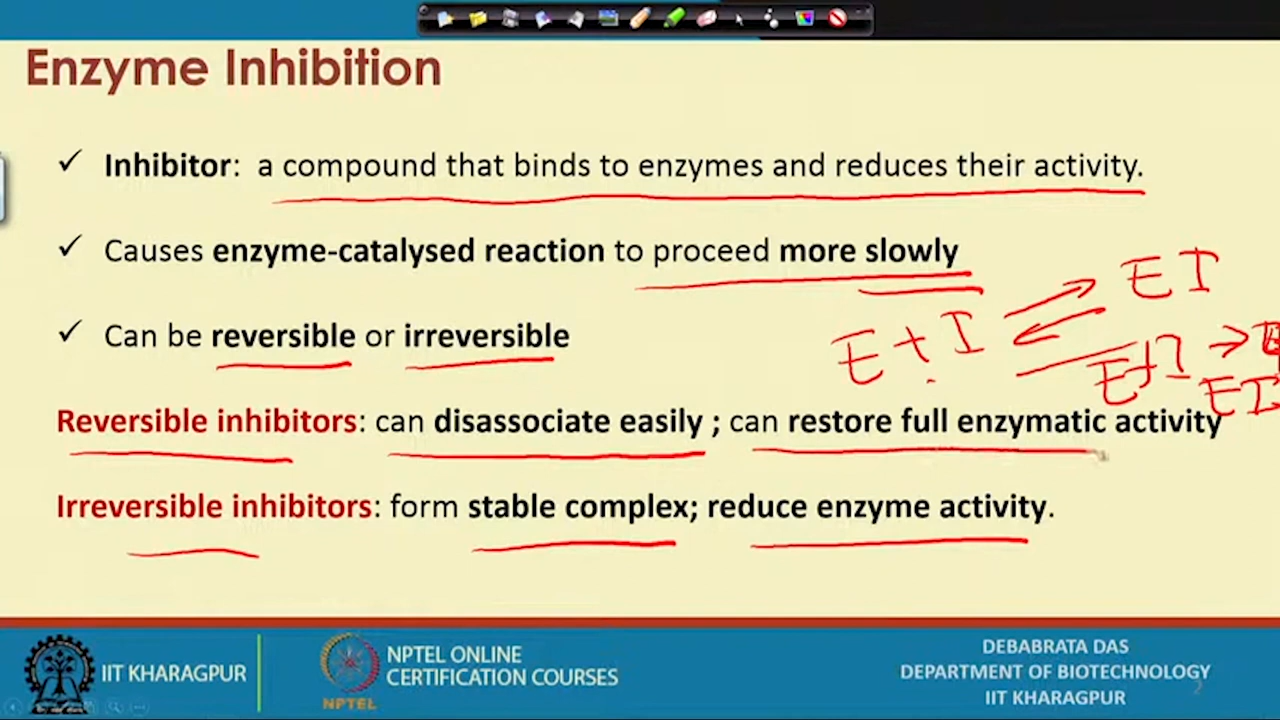 Enzyme Inhibition
✓ Inhibitor: a compound that binds to enzymes and reduces their activity.
✓ Causes enzyme-catalysed reaction to proceed more slowly
E I
✓ Can be reversible or irreversible
E + I
E + I →
E I
Reversible inhibitors: can disassociate easily ; can restore full enzymatic activity
Irreversible inhibitors: form stable complex; reduce enzyme activity.
IIT KHARAGPUR
NPTEL
NPTEL ONLINE
CERTIFICATION COURSES
DEBABRATA DAS
DEPARTMENT OF BIOTECHNOLOGY
IIT KHARAGPUR
2